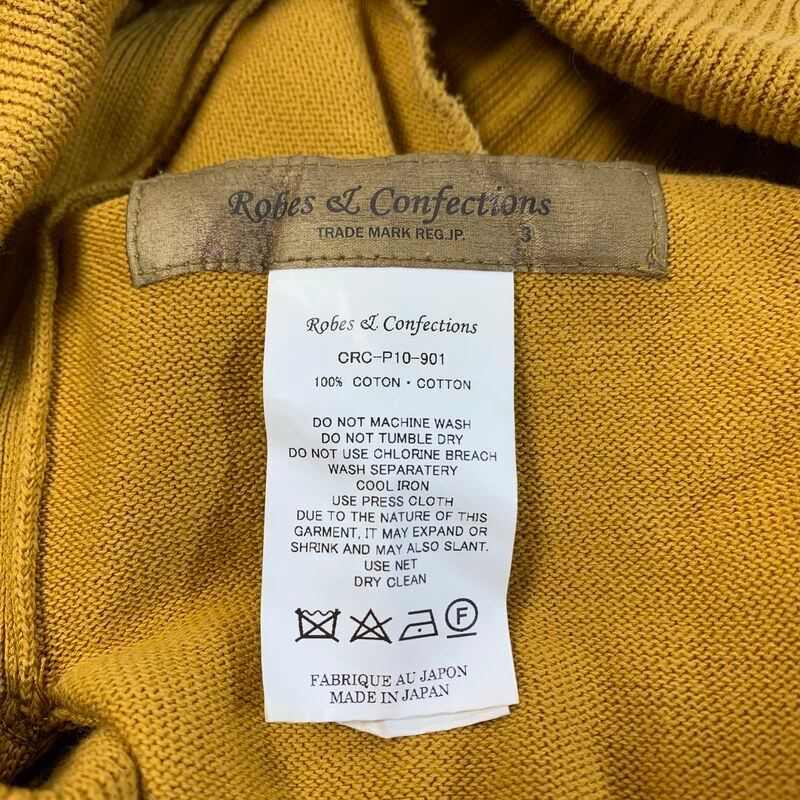 Robes & Confections
TRADE MARK REG.JP. 3
Robes & Confections
CRC-P10-901
100% COTON・COTTON
DO NOT MACHINE WASH
DO NOT TUMBLE DRY
DO NOT USE CHLORINE BREACH
WASH SEPARATERY
COOL IRON
USE PRESS CLOTH
DUE TO THE NATURE OF THIS
GARMENT, IT MAY EXPAND OR
SHRINK AND MAY ALSO SLANT.
USE NET
DRY CLEAN
F
FABRIQUE AU JAPON
MADE IN JAPAN